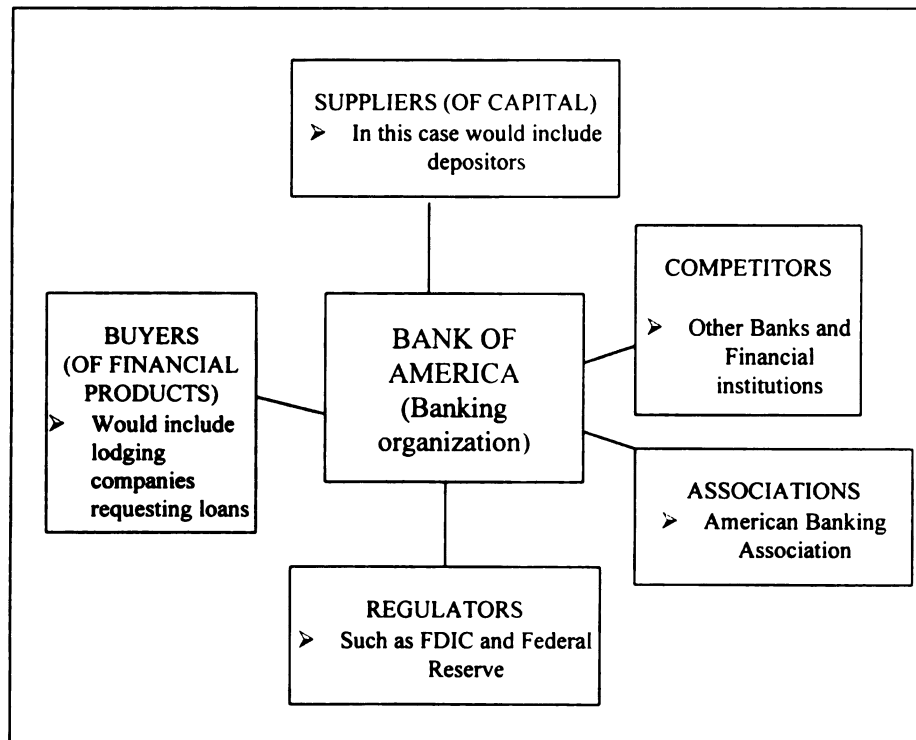 SUPPLIERS (OF CAPITAL)
➢ In this case would include
depositors
COMPETITORS
➢ Other Banks and
Financial
institutions
BUYERS
(OF FINANCIAL
PRODUCTS)
➢ Would include
lodging
companies
requesting loans
BANK OF
AMERICA
(Banking
organization)
ASSOCIATIONS
➢ American Banking
Association
REGULATORS
➢ Such as FDIC and Federal
Reserve